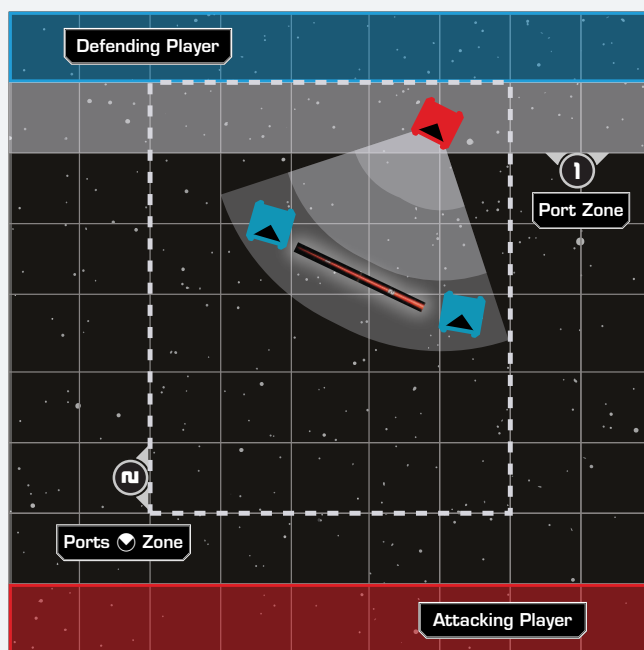 Defending Player
1
Port Zone
2
Ports Zone
Attacking Player